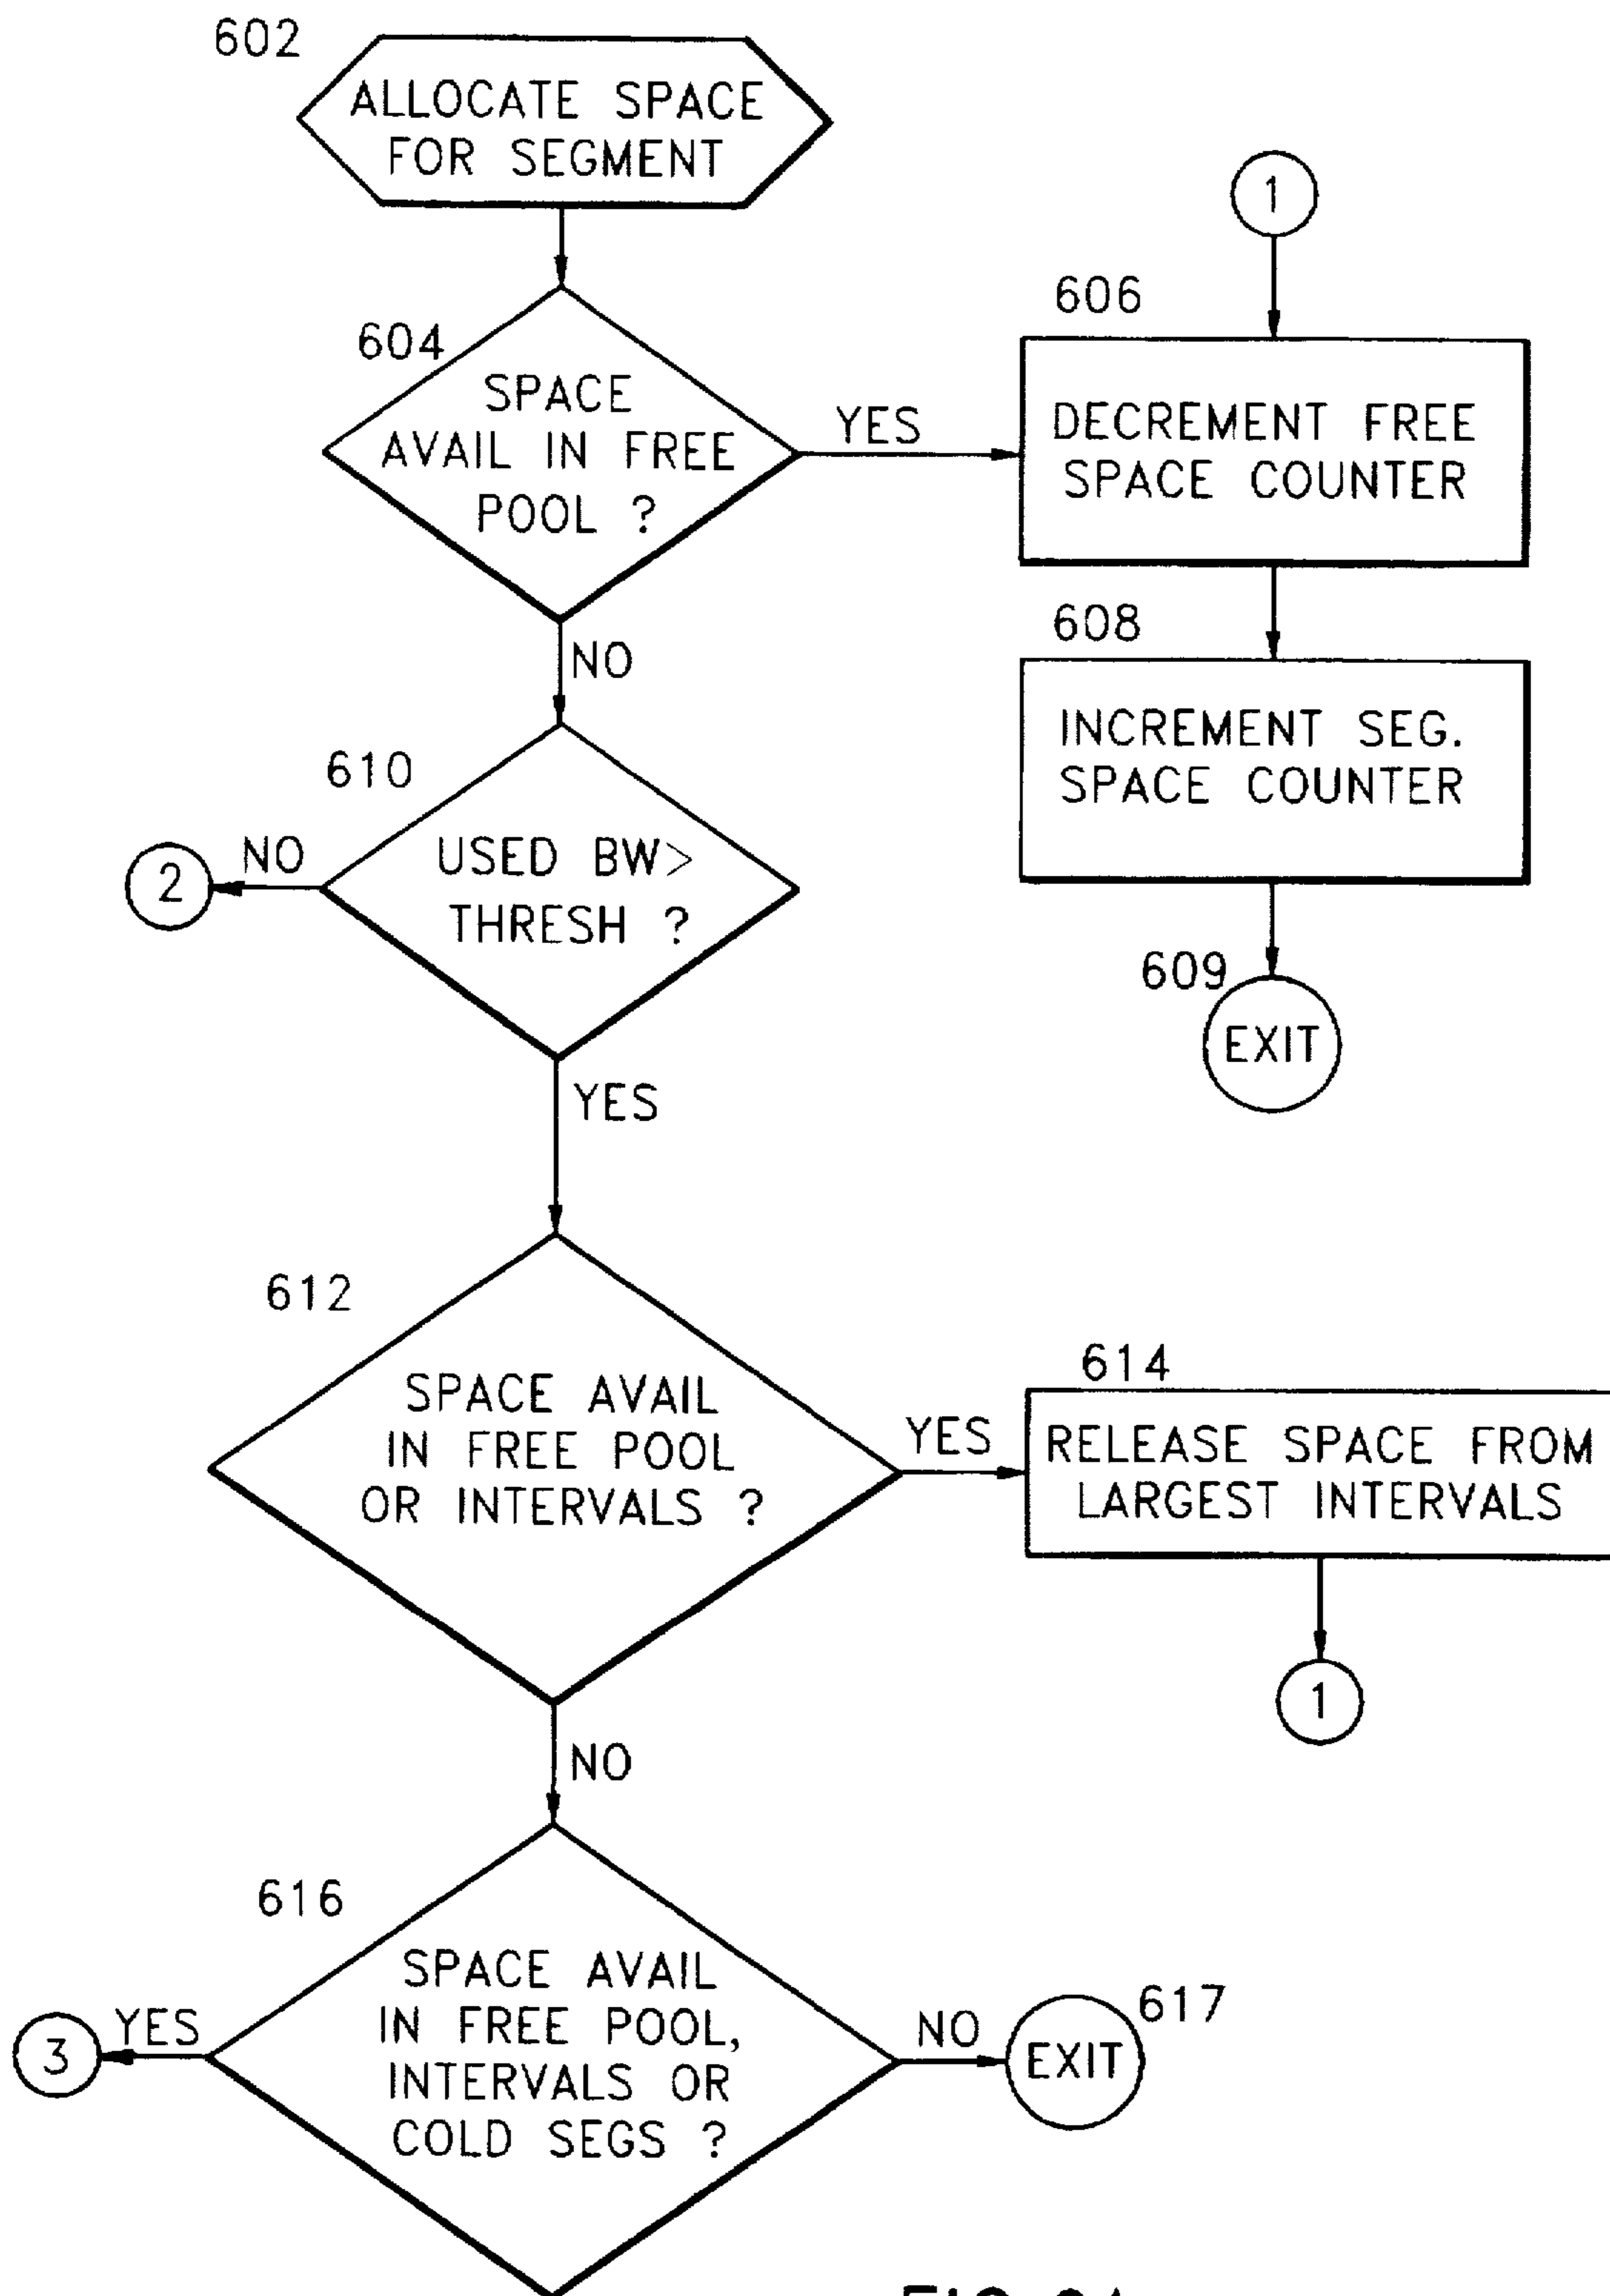 602
ALLOCATE SPACE
FOR SEGMENT
1
604
SPACE
AVAIL IN FREE
POOL ?
YES
606
DECREMENT FREE
SPACE COUNTER
NO
608
INCREMENT SEG.
SPACE COUNTER
609
EXIT
610
USED BW>
THRESH ?
NO
2
YES
612
SPACE AVAIL
IN FREE POOL
OR INTERVALS ?
YES
614
RELEASE SPACE FROM
LARGEST INTERVALS
1
NO
616
SPACE AVAIL
IN FREE POOL,
INTERVALS OR
COLD SEGS ?
YES
3
NO
EXIT
617